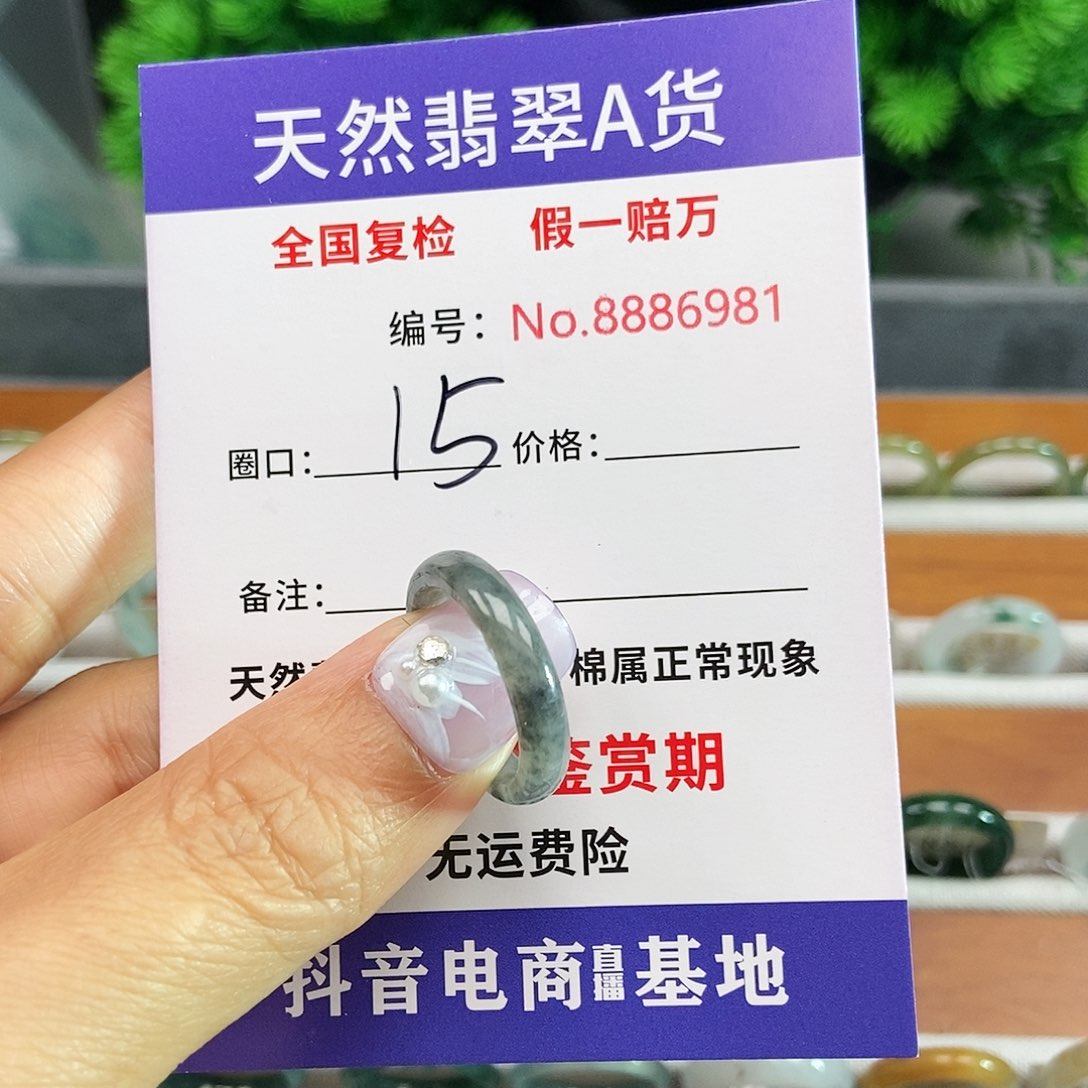 天然翡翠A货
全国复检 假一赔万
编号：No.8886981
圈口：15 价格：
备注：
天然 棉属正常现象
鉴赏期
无运费险
抖音电商直播基地